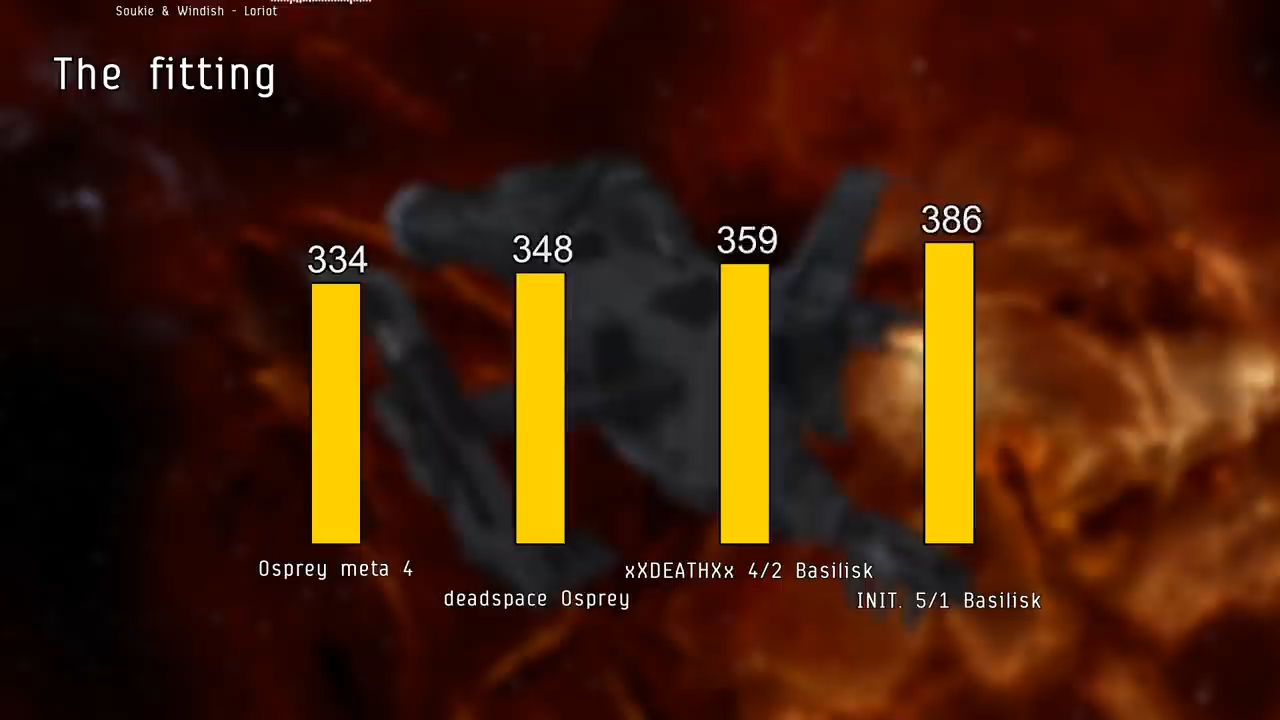 Soukie & Windish - Loriot
The fitting
334
348
359
386
Osprey meta 4
deadspace Osprey
xXDEATHXx 4/2 Basilisk
INIT. 5/1 Basilisk